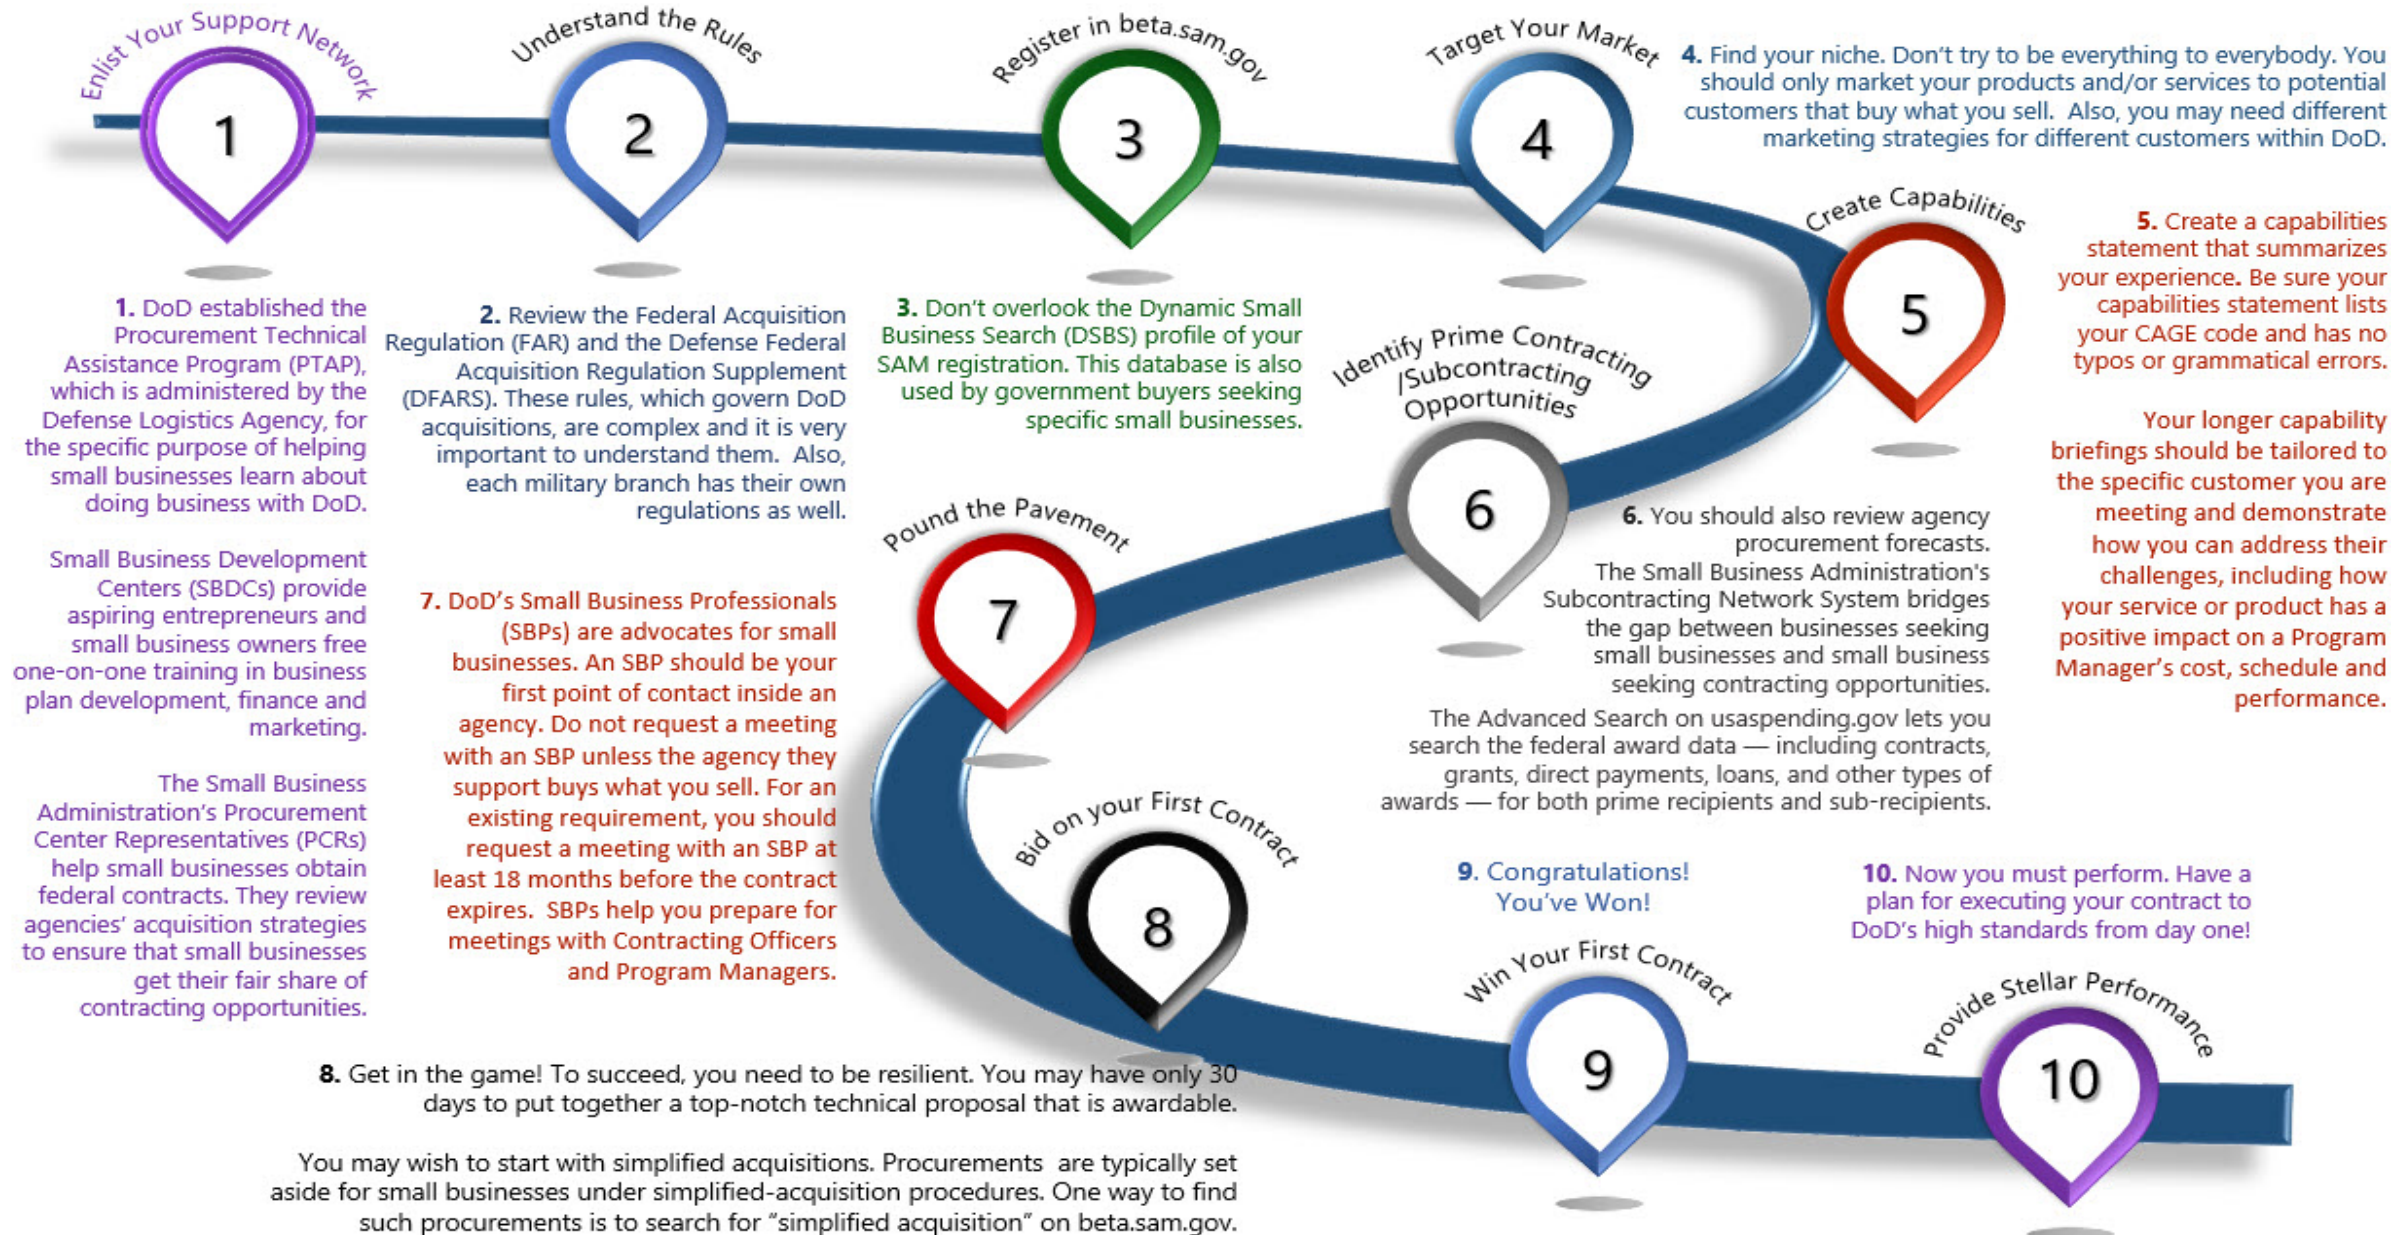 Enlist Your Support Network
1
1. DoD established the
Procurement Technical
Assistance Program (PTAP),
which is administered by the
Defense Logistics Agency, for
the specific purpose of helping
small businesses learn about
doing business with DoD.
Small Business Development
Centers (SBDCs) provide
aspiring entrepreneurs and
small business owners free
one-on-one training in business
plan development, finance and
marketing.
The Small Business
Administration's Procurement
Center Representatives (PCRs)
help small businesses obtain
federal contracts. They review
agencies' acquisition strategies
to ensure that small businesses
get their fair share of
contracting opportunities.
Understand the Rules
2
2. Review the Federal Acquisition
Regulation (FAR) and the Defense Federal
Acquisition Regulation Supplement
(DFARS). These rules, which govern DoD
acquisitions, are complex and it is very
important to understand them.  Also,
each military branch has their own
regulations as well.
Register in beta.sam.gov
3
3. Don't overlook the Dynamic Small
Business Search (DSBS) profile of your
SAM registration. This database is also
used by government buyers seeking
specific small businesses.
Target Your Market
4
4. Find your niche. Don't try to be everything to everybody. You
should only market your products and/or services to potential
customers that buy what you sell.  Also, you may need different
marketing strategies for different customers within DoD.
Create Capabilities
5
5. Create a capabilities
statement that summarizes
your experience. Be sure your
capabilities statement lists
your CAGE code and has no
typos or grammatical errors.
Your longer capability
briefings should be tailored to
the specific customer you are
meeting and demonstrate
how you can address their
challenges, including how
your service or product has a
positive impact on a Program
Manager's cost, schedule and
performance.
Identify Prime Contracting
/Subcontracting
Opportunities
6
6. You should also review agency
procurement forecasts.
The Small Business Administration's
Subcontracting Network System bridges
the gap between businesses seeking
small businesses and small business
seeking contracting opportunities.
The Advanced Search on usaspending.gov lets you
search the federal award data — including contracts,
grants, direct payments, loans, and other types of
awards — for both prime recipients and sub-recipients.
Pound the Pavement
7
7. DoD's Small Business Professionals
(SBPs) are advocates for small
businesses. An SBP should be your
first point of contact inside an
agency. Do not request a meeting
with an SBP unless the agency they
support buys what you sell. For an
existing requirement, you should
request a meeting with an SBP at
least 18 months before the contract
expires.  SBPs help you prepare for
meetings with Contracting Officers
and Program Managers.
Bid on your First Contract
8
8. Get in the game! To succeed, you need to be resilient. You may have only 30
days to put together a top-notch technical proposal that is awardable.
You may wish to start with simplified acquisitions. Procurements  are typically set
aside for small businesses under simplified-acquisition procedures. One way to find
such procurements is to search for "simplified acquisition" on beta.sam.gov.
9. Congratulations!
You've Won!
Win Your First Contract
9
10. Now you must perform. Have a
plan for executing your contract to
DoD's high standards from day one!
Provide Stellar Performance
10